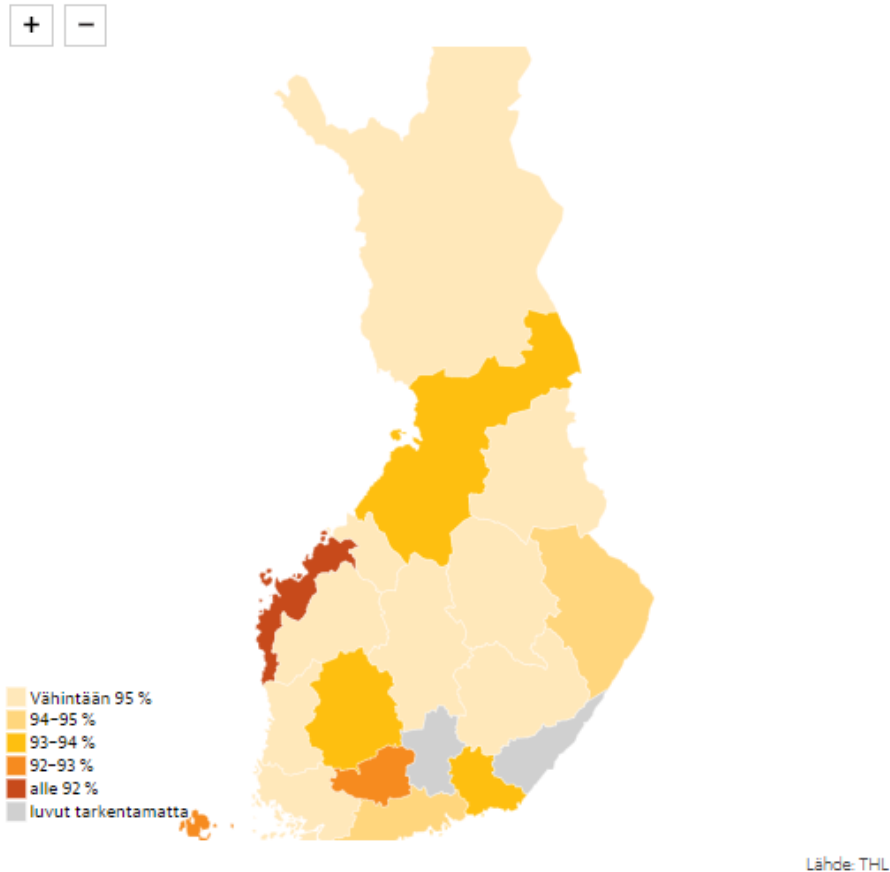 + −
Vähintään 95 %
94–95 %
93–94 %
92–93 %
alle 92 %
luvut tarkentamatta
Lähde: THL